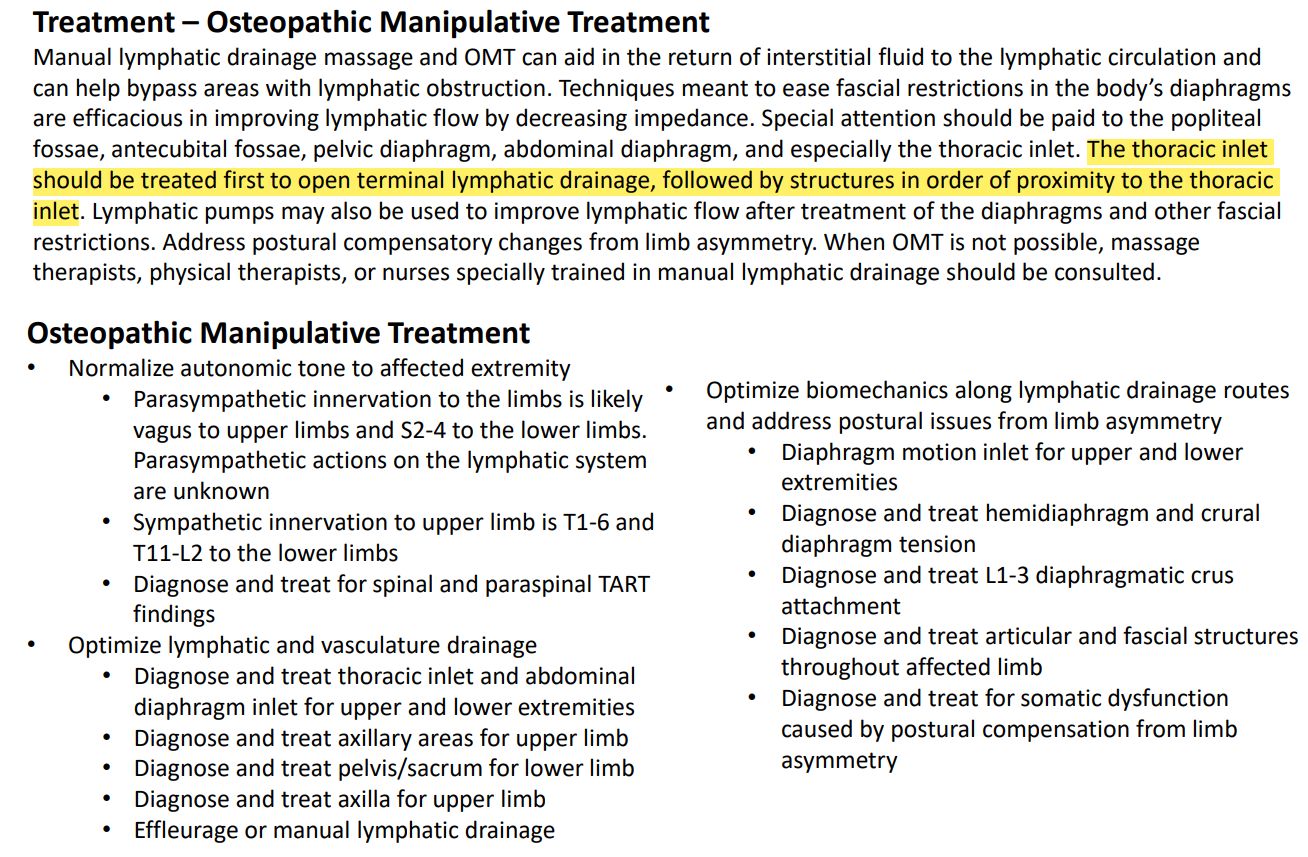 Treatment – Osteopathic Manipulative Treatment
Manual lymphatic drainage massage and OMT can aid in the return of interstitial fluid to the lymphatic circulation and
can help bypass areas with lymphatic obstruction. Techniques meant to ease fascial restrictions in the body’s diaphragms
are efficacious in improving lymphatic flow by decreasing impedance. Special attention should be paid to the popliteal
fossae, antecubital fossae, pelvic diaphragm, abdominal diaphragm, and especially the thoracic inlet. The thoracic inlet
should be treated first to open terminal lymphatic drainage, followed by structures in order of proximity to the thoracic
inlet. Lymphatic pumps may also be used to improve lymphatic flow after treatment of the diaphragms and other fascial
restrictions. Address postural compensatory changes from limb asymmetry. When OMT is not possible, massage
therapists, physical therapists, or nurses specially trained in manual lymphatic drainage should be consulted.
Osteopathic Manipulative Treatment
• Normalize autonomic tone to affected extremity
• Parasympathetic innervation to the limbs is likely
vagus to upper limbs and S2-4 to the lower limbs.
Parasympathetic actions on the lymphatic system
are unknown
• Sympathetic innervation to upper limb is T1-6 and
T11-L2 to the lower limbs
• Diagnose and treat for spinal and paraspinal TART
findings
• Optimize lymphatic and vasculature drainage
• Diagnose and treat thoracic inlet and abdominal
diaphragm inlet for upper and lower extremities
• Diagnose and treat axillary areas for upper limb
• Diagnose and treat pelvis/sacrum for lower limb
• Diagnose and treat axilla for upper limb
• Effleurage or manual lymphatic drainage
• Optimize biomechanics along lymphatic drainage routes
and address postural issues from limb asymmetry
• Diaphragm motion inlet for upper and lower
extremities
• Diagnose and treat hemidiaphragm and crural
diaphragm tension
• Diagnose and treat L1-3 diaphragmatic crus
attachment
• Diagnose and treat articular and fascial structures
throughout affected limb
• Diagnose and treat for somatic dysfunction
caused by postural compensation from limb
asymmetry